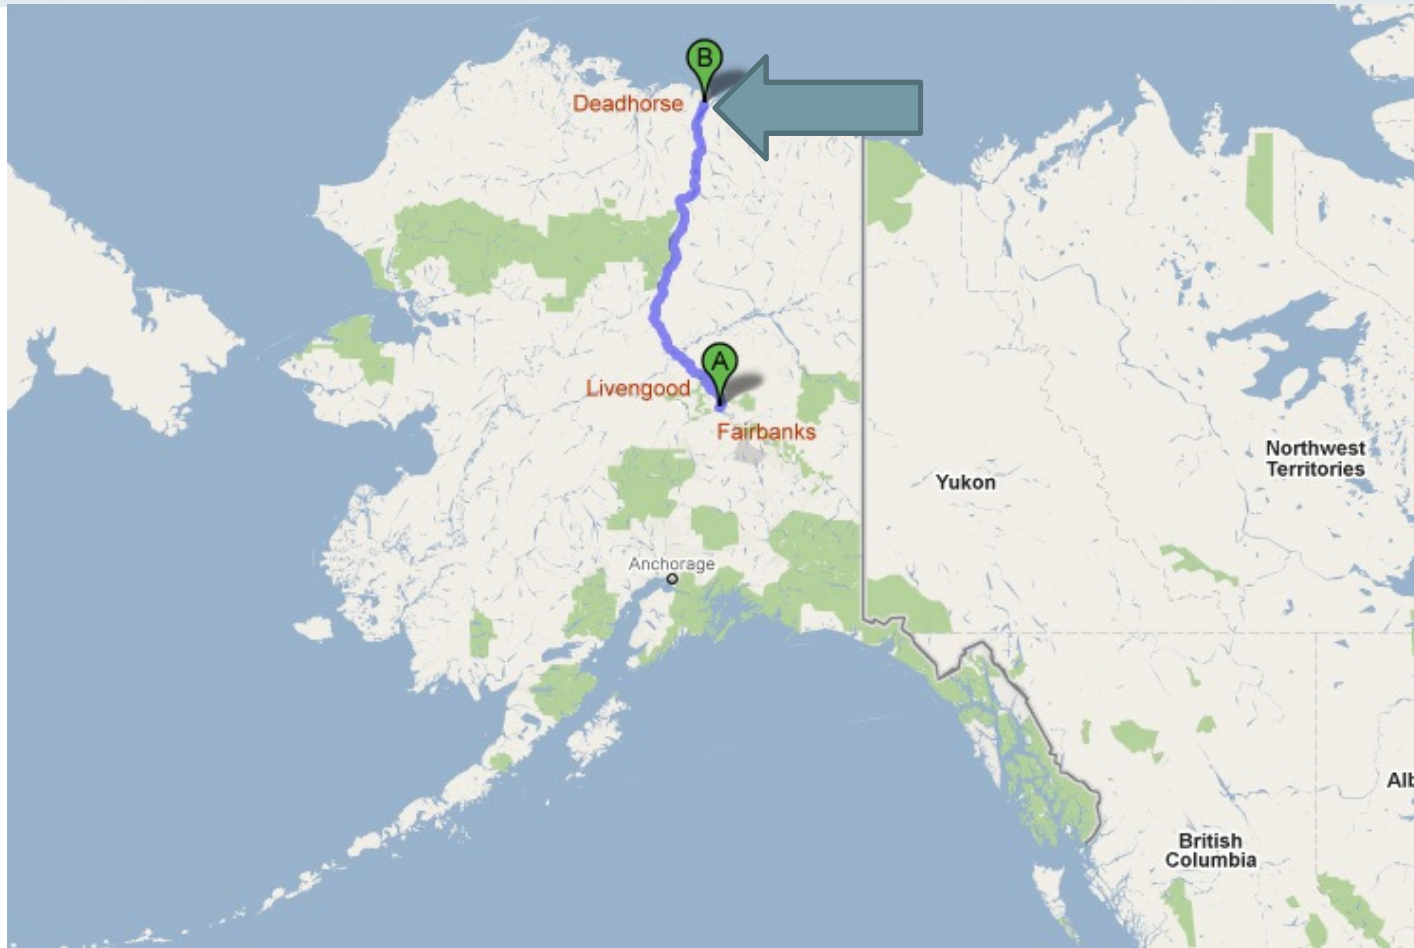 B
Deadhorse
A
Livengood
Fairbanks
Northwest
Territories
Yukon
Anchorage
Alb
British
Columbia